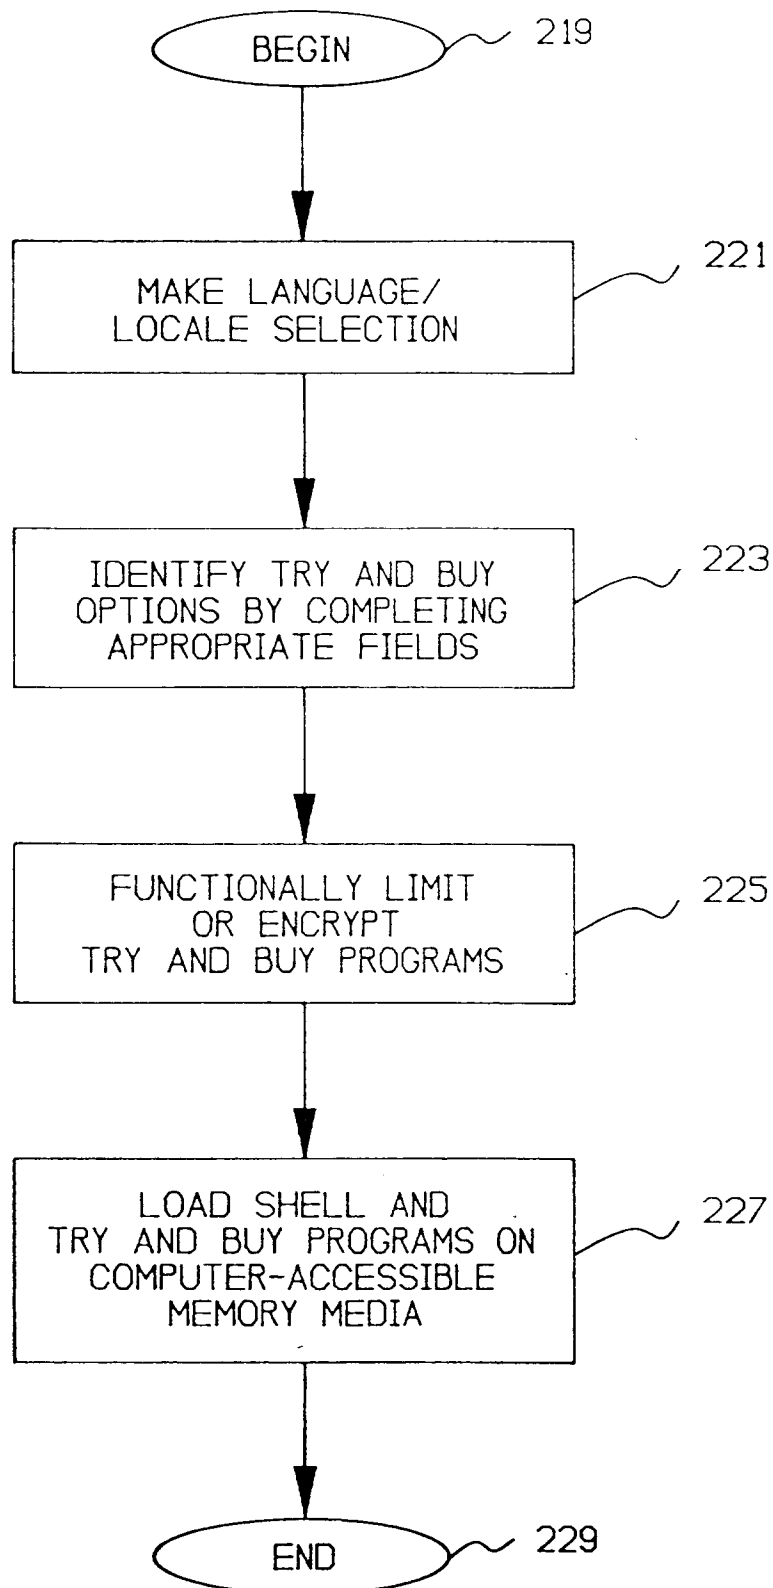 BEGIN
219
MAKE LANGUAGE/
LOCALE SELECTION
221
IDENTIFY TRY AND BUY
OPTIONS BY COMPLETING
APPROPRIATE FIELDS
223
FUNCTIONALLY LIMIT
OR ENCRYPT
TRY AND BUY PROGRAMS
225
LOAD SHELL AND
TRY AND BUY PROGRAMS ON
COMPUTER-ACCESSIBLE
MEMORY MEDIA
227
END
229